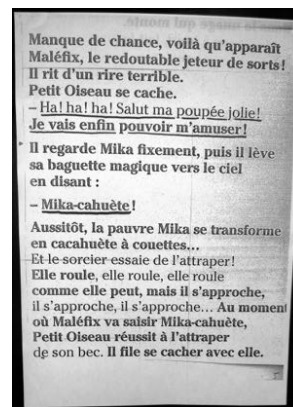 Manque de chance, voilà qu'apparaît
Maléfix, le redoutable jeteur de sorts !
Il rit d'un rire terrible.
Petit Oiseau se cache.
– Ha! ha! ha! Salut ma poupée jolie!
Je vais enfin pouvoir m'amuser!
Il regarde Mika fixement, puis il lève
sa baguette magique vers le ciel
en disant :
– Mika-cahuète !
Aussitôt, la pauvre Mika se transforme
en cacahuète à couettes...
Et le sorcier essaie de l'attraper!
Elle roule, elle roule, elle roule
comme elle peut, mais il s'approche,
il s'approche, il s'approche... Au moment
où Maléfix va saisir Mika-cahuète,
Petit Oiseau réussit à l'attraper
de son bec. Il file se cacher avec elle.